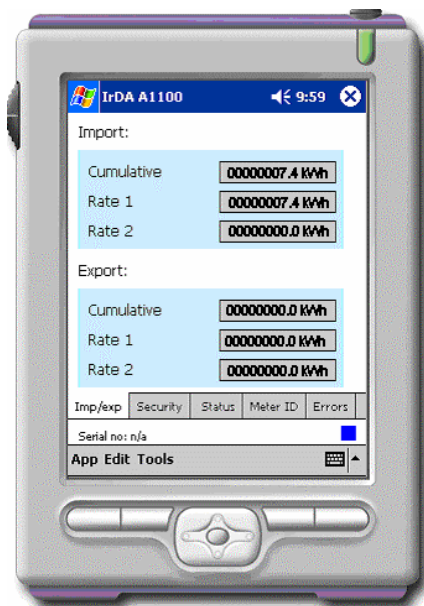 IrDA A1100 9:59
Import:
Cumulative 00000007.4 kWh
Rate 1 00000007.4 kWh
Rate 2 00000000.0 kWh
Export:
Cumulative 00000000.0 kWh
Rate 1 00000000.0 kWh
Rate 2 00000000.0 kWh
Imp/exp Security Status Meter ID Errors
Serial no: n/a
App Edit Tools